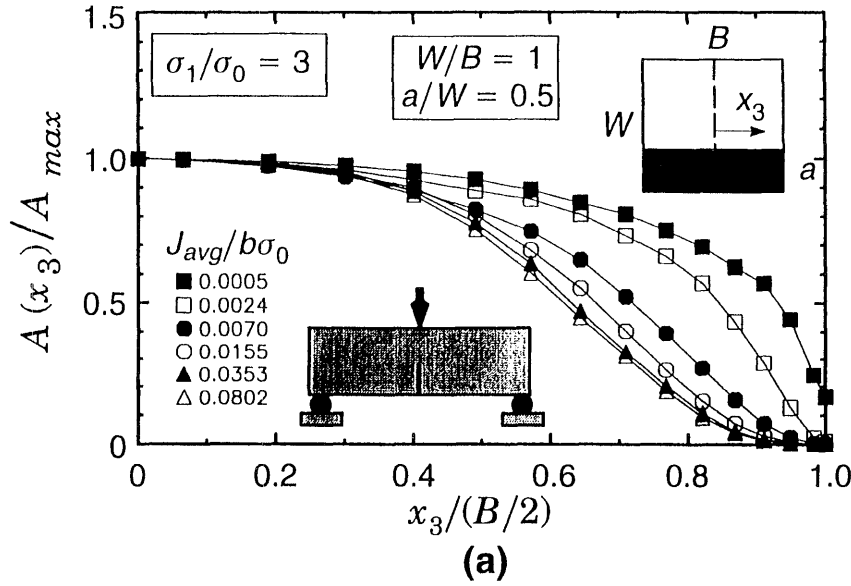 1.5
1.0
0.5
0
A(x₃)/A_max
σ₁/σ₀ = 3
W/B = 1
a/W = 0.5
B
x₃
W
a
J_avg/bσ₀
0.0005
0.0024
0.0070
0.0155
0.0353
0.0802
0 0.2 0.4 0.6 0.8 1.0
x₃/(B/2)
(a)